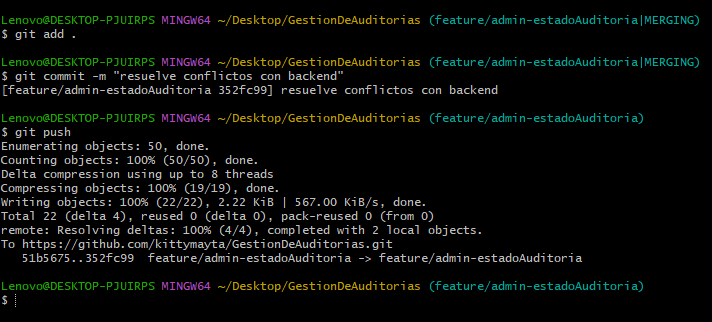 Lenovo@DESKTOP-PJUIRPS MINGW64 ~/Desktop/GestionDeAuditorias (feature/admin-estadoAuditoria|MERGING)
$ git add .
Lenovo@DESKTOP-PJUIRPS MINGW64 ~/Desktop/GestionDeAuditorias (feature/admin-estadoAuditoria|MERGING)
$ git commit -m "resuelve conflictos con backend"
[feature/admin-estadoAuditoria 352fc99] resuelve conflictos con backend
Lenovo@DESKTOP-PJUIRPS MINGW64 ~/Desktop/GestionDeAuditorias (feature/admin-estadoAuditoria)
$ git push
Enumerating objects: 50, done.
Counting objects: 100% (50/50), done.
Delta compression using up to 8 threads
Compressing objects: 100% (19/19), done.
Writing objects: 100% (22/22), 2.22 KiB | 567.00 KiB/s, done.
Total 22 (delta 4), reused 0 (delta 0), pack-reused 0 (from 0)
remote: Resolving deltas: 100% (4/4), completed with 2 local objects.
To https://github.com/kittymayta/GestionDeAuditorias.git
   51b5675..352fc99  feature/admin-estadoAuditoria -> feature/admin-estadoAuditoria
Lenovo@DESKTOP-PJUIRPS MINGW64 ~/Desktop/GestionDeAuditorias (feature/admin-estadoAuditoria)
$